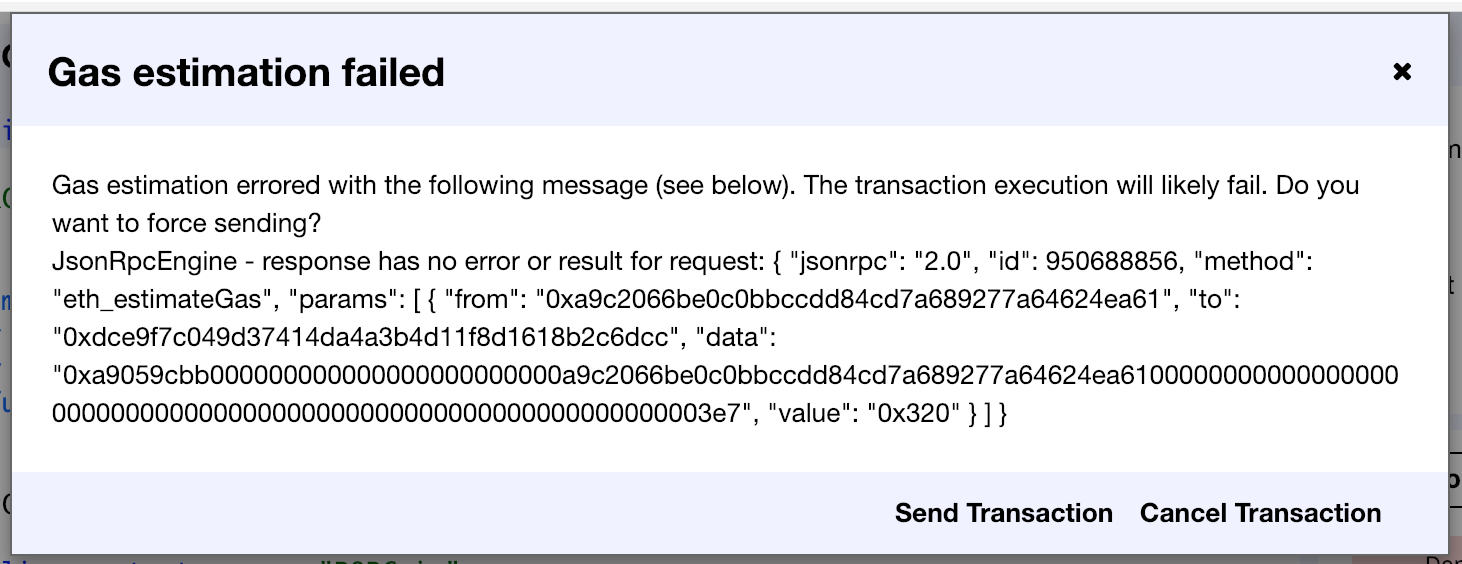 Gas estimation failed
Gas estimation errored with the following message (see below). The transaction execution will likely fail. Do you
want to force sending?
JsonRpcEngine - response has no error or result for request: { "jsonrpc": "2.0", "id": 950688856, "method":
"eth_estimateGas", "params": [ { "from": "0xa9c2066be0c0bbccdd84cd7a689277a64624ea61", "to":
"0xdce9f7c049d37414da4a3b4d11f8d1618b2c6dcc", "data":
"0xa9059cbb000000000000000000000000a9c2066be0c0bbccdd84cd7a689277a64624ea6100000000000000000
000000000000000000000000000000000000000000003e7", "value": "0x320" } ] }
Send Transaction Cancel Transaction